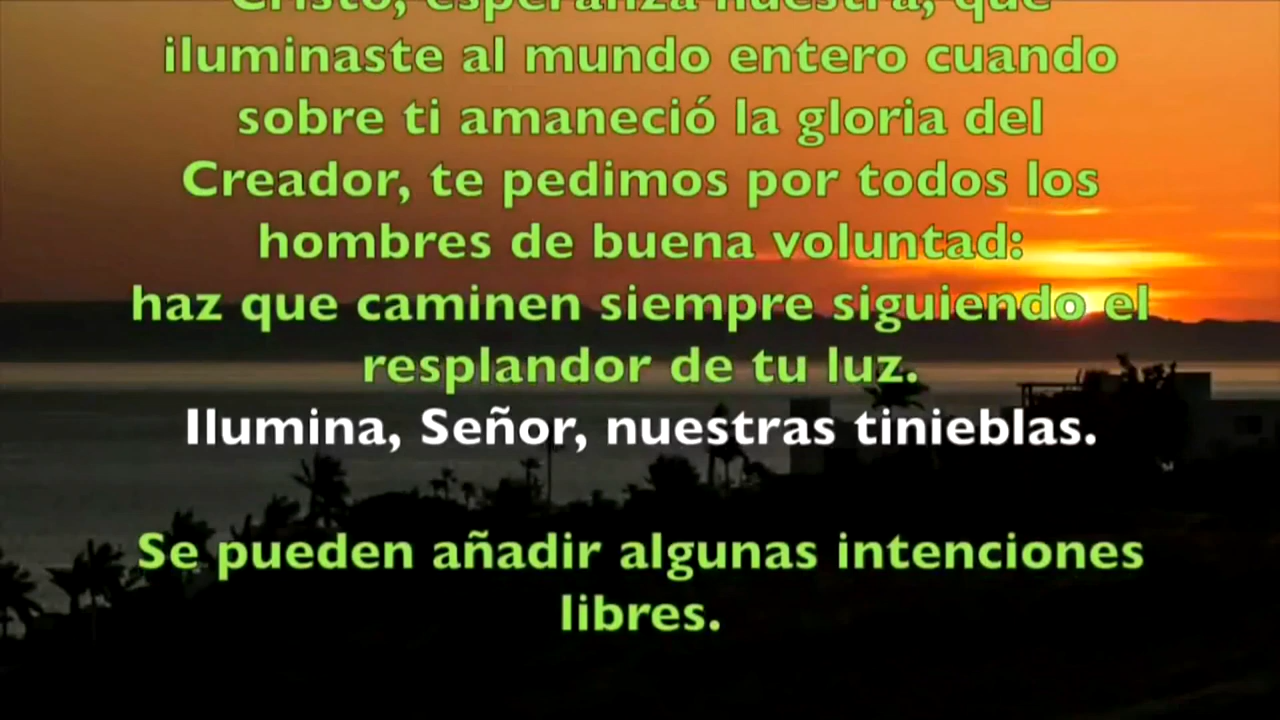 Cristo, esperanza nuestra, que
iluminaste al mundo entero cuando
sobre ti amaneció la gloria del
Creador, te pedimos por todos los
hombres de buena voluntad:
haz que caminen siempre siguiendo el
resplandor de tu luz.
Ilumina, Señor, nuestras tinieblas.
Se pueden añadir algunas intenciones
libres.